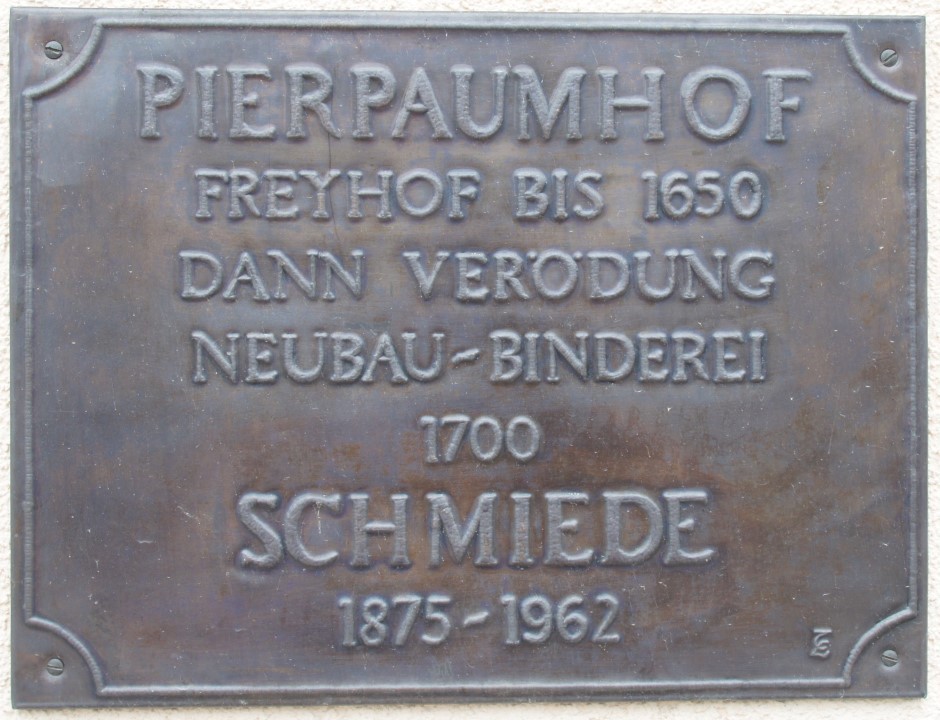 PIERPAUMHOF
FREYHOF BIS 1650
DANN VERÖDUNG
NEUBAU-BINDEREI
1700
SCHMIEDE
1875-1962